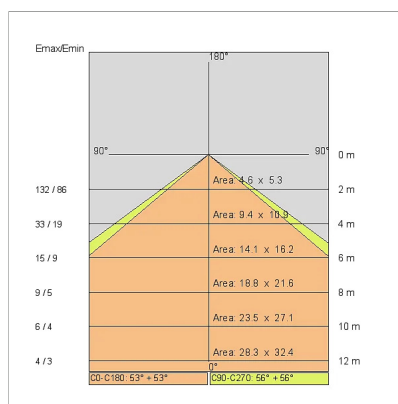 Emax/Emin
180°
90° 90° 0 m
Area: 4.6 x 5.3
132 / 86 2 m
Area: 9.4 x 10.9
33 / 19 4 m
Area: 14.1 x 16.2
15 / 9 6 m
Area: 18.8 x 21.6
9 / 5 8 m
Area: 23.5 x 27.1
6 / 4 10 m
Area: 28.3 x 32.4
4 / 3 12 m
0°
C0-C180: 53° + 53° C90-C270: 56° + 56°